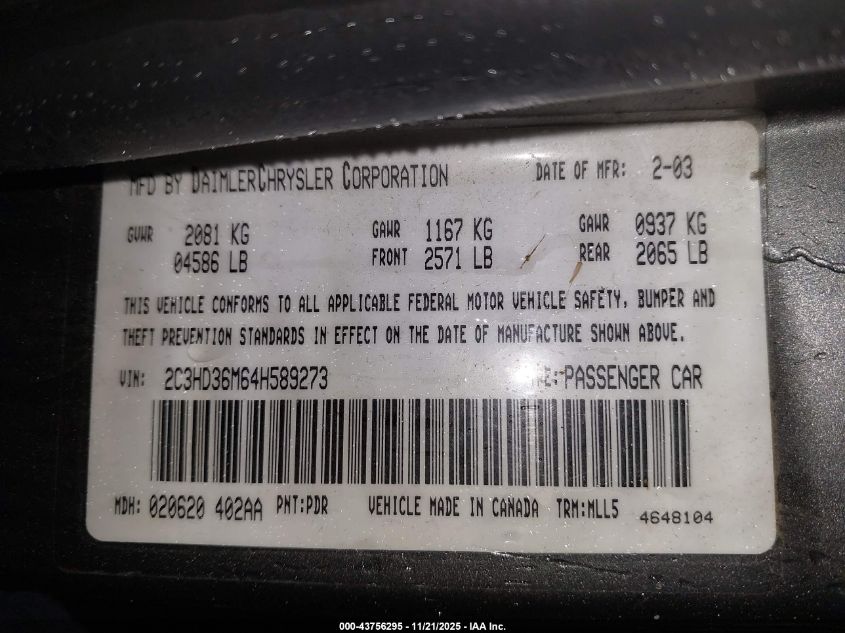 MFD BY DAIMLERCHRYSLER CORPORATION DATE OF MFR: 2-03
GVWR 2081 KG GAWR 1167 KG GAWR 0937 KG
04586 LB FRONT 2571 LB REAR 2065 LB
THIS VEHICLE CONFORMS TO ALL APPLICABLE FEDERAL MOTOR VEHICLE SAFETY, BUMPER AND
THEFT PREVENTION STANDARDS IN EFFECT ON THE DATE OF MANUFACTURE SHOWN ABOVE.
VIN: 2C3HD36M64H589273 PASSENGER CAR
MDH: 020620 402AA PNT:PDR VEHICLE MADE IN CANADA TRM:MLL5 4648104
000-43756295 - 11/21/2025 - IAA Inc.